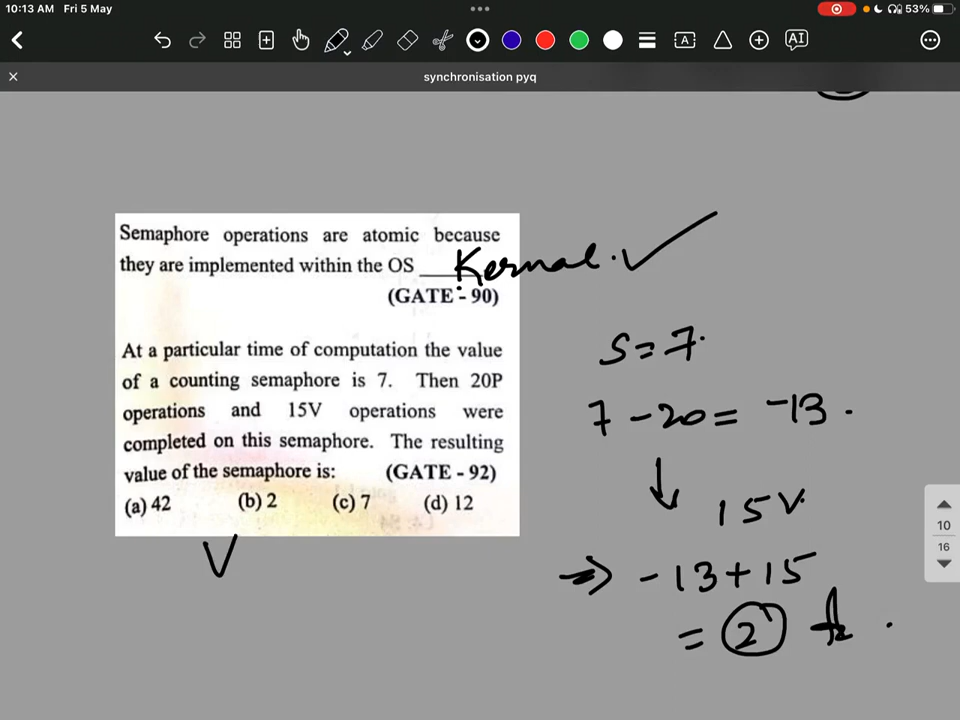 10:13 AM Fri 5 May
53%
A
AI
synchronisation pyq
Semaphore operations are atomic because
they are implemented within the OS ______ Kernal.
(GATE - 90)
At a particular time of computation the value
of a counting semaphore is 7. Then 20P
operations and 15V operations were
completed on this semaphore. The resulting
value of the semaphore is: (GATE - 92)
(a) 42 (b) 2 (c) 7 (d) 12
S = 7.
7 - 20 = -13.
15V.
⇒ -13 + 15
= 2
10
16